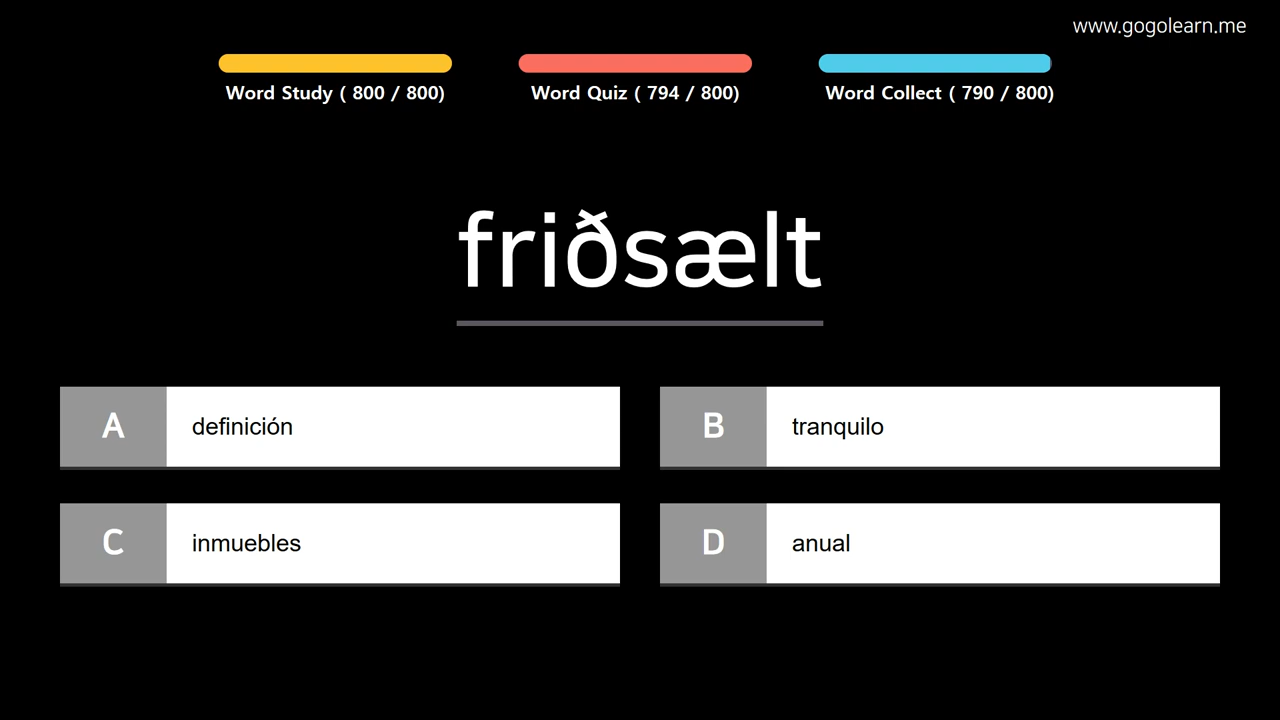 www.gogolearn.me
Word Study ( 800 / 800)
Word Quiz ( 794 / 800)
Word Collect ( 790 / 800)
friðsælt
A
definición
B
tranquilo
C
inmuebles
D
anual